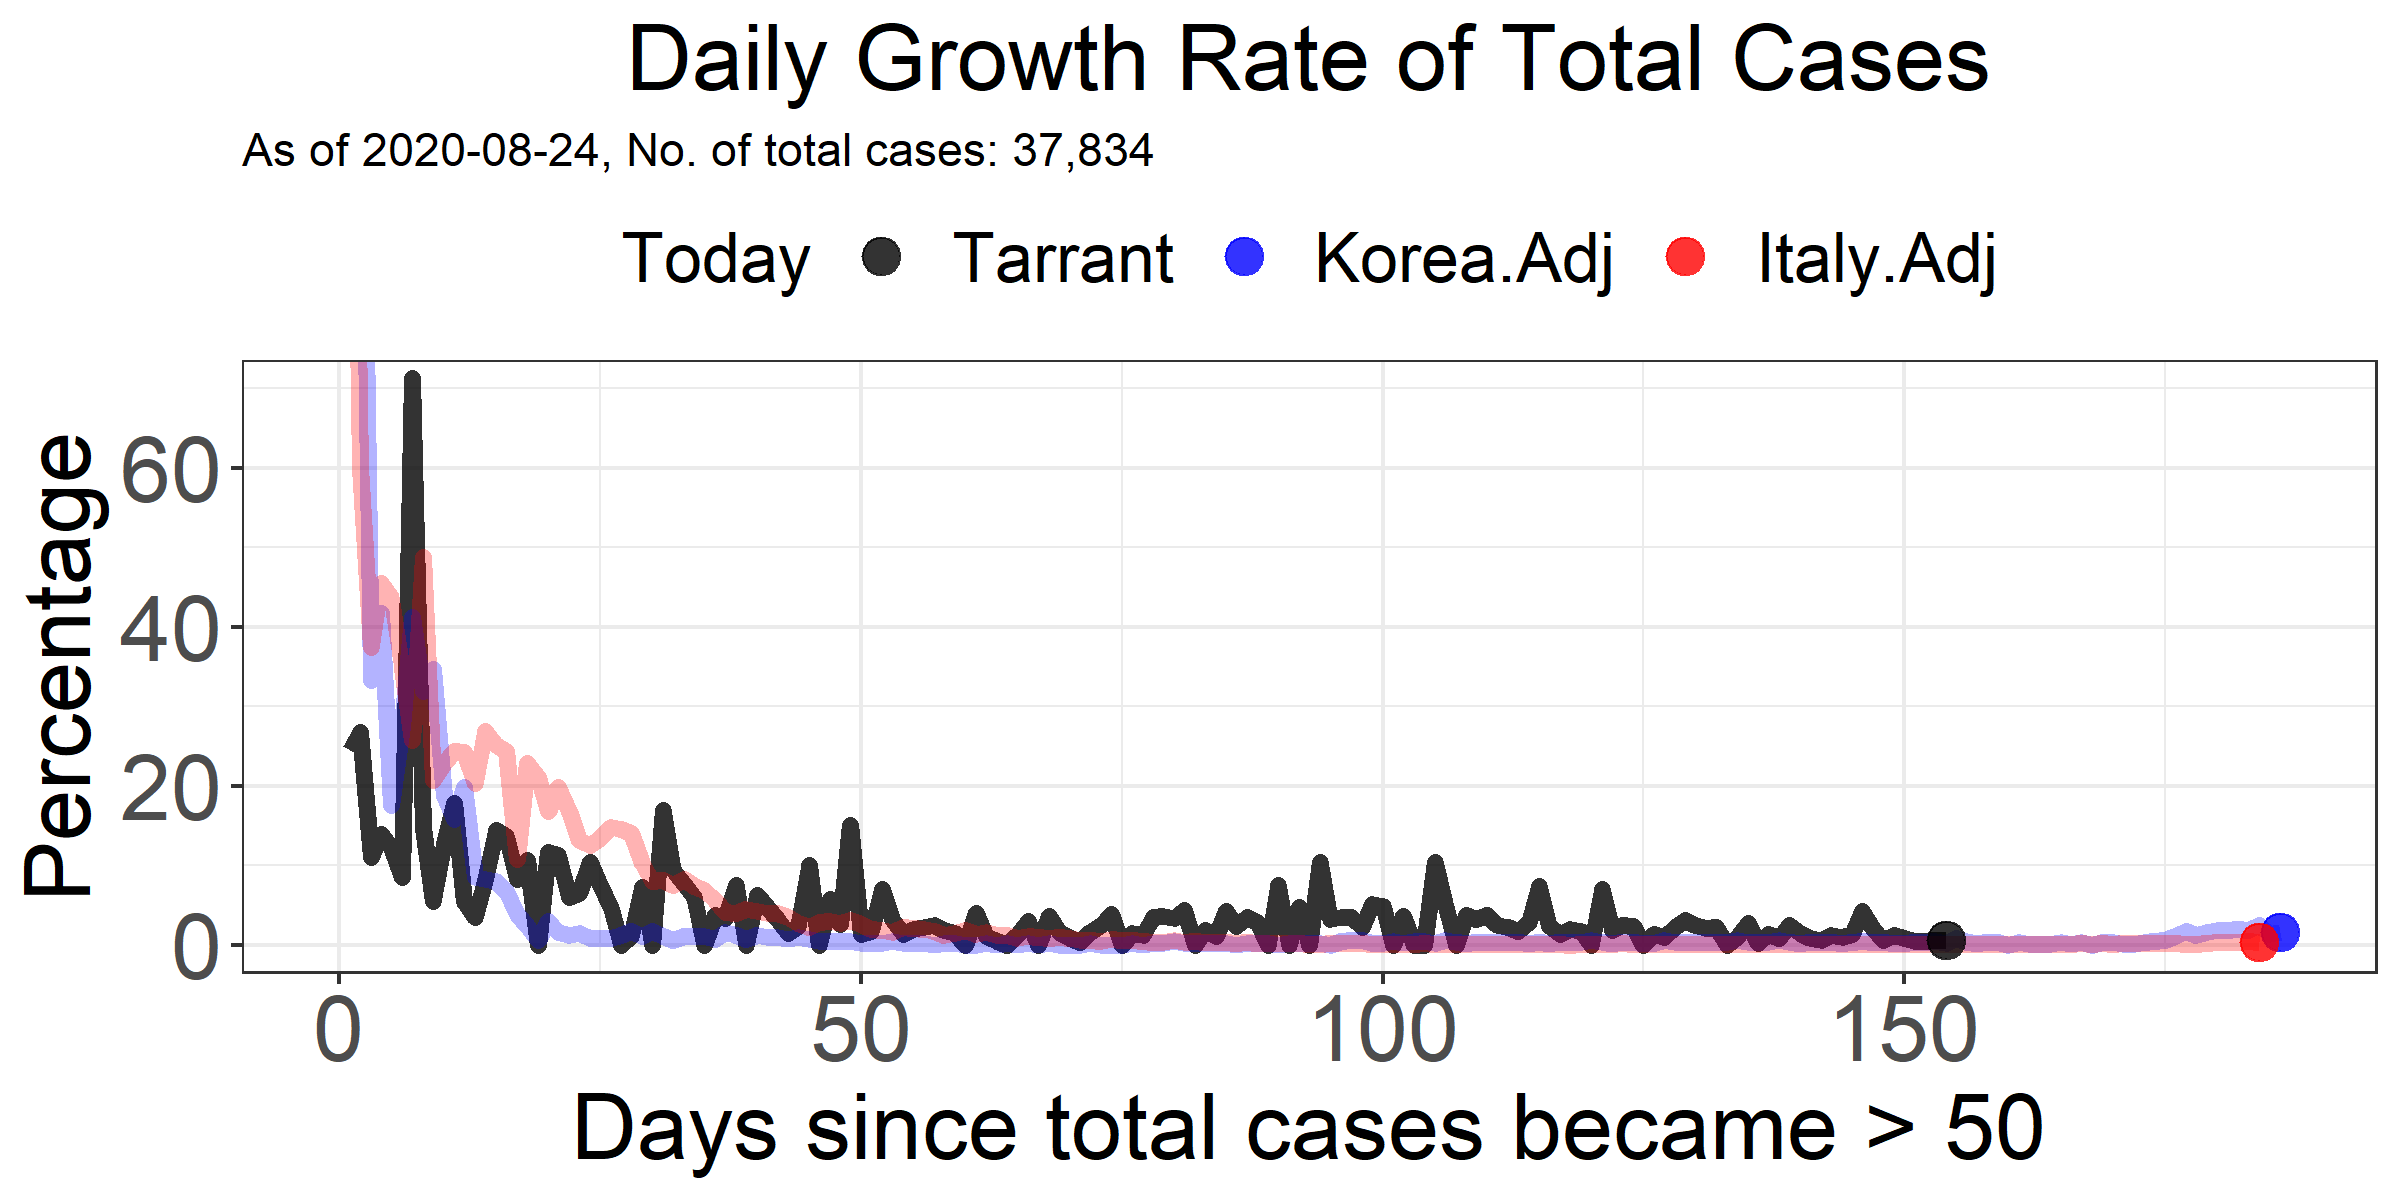 Daily Growth Rate of Total Cases
As of 2020-08-24, No. of total cases: 37,834
Today Tarrant Korea.Adj Italy.Adj
Percentage
60
40
20
0
0 50 100 150
Days since total cases became > 50